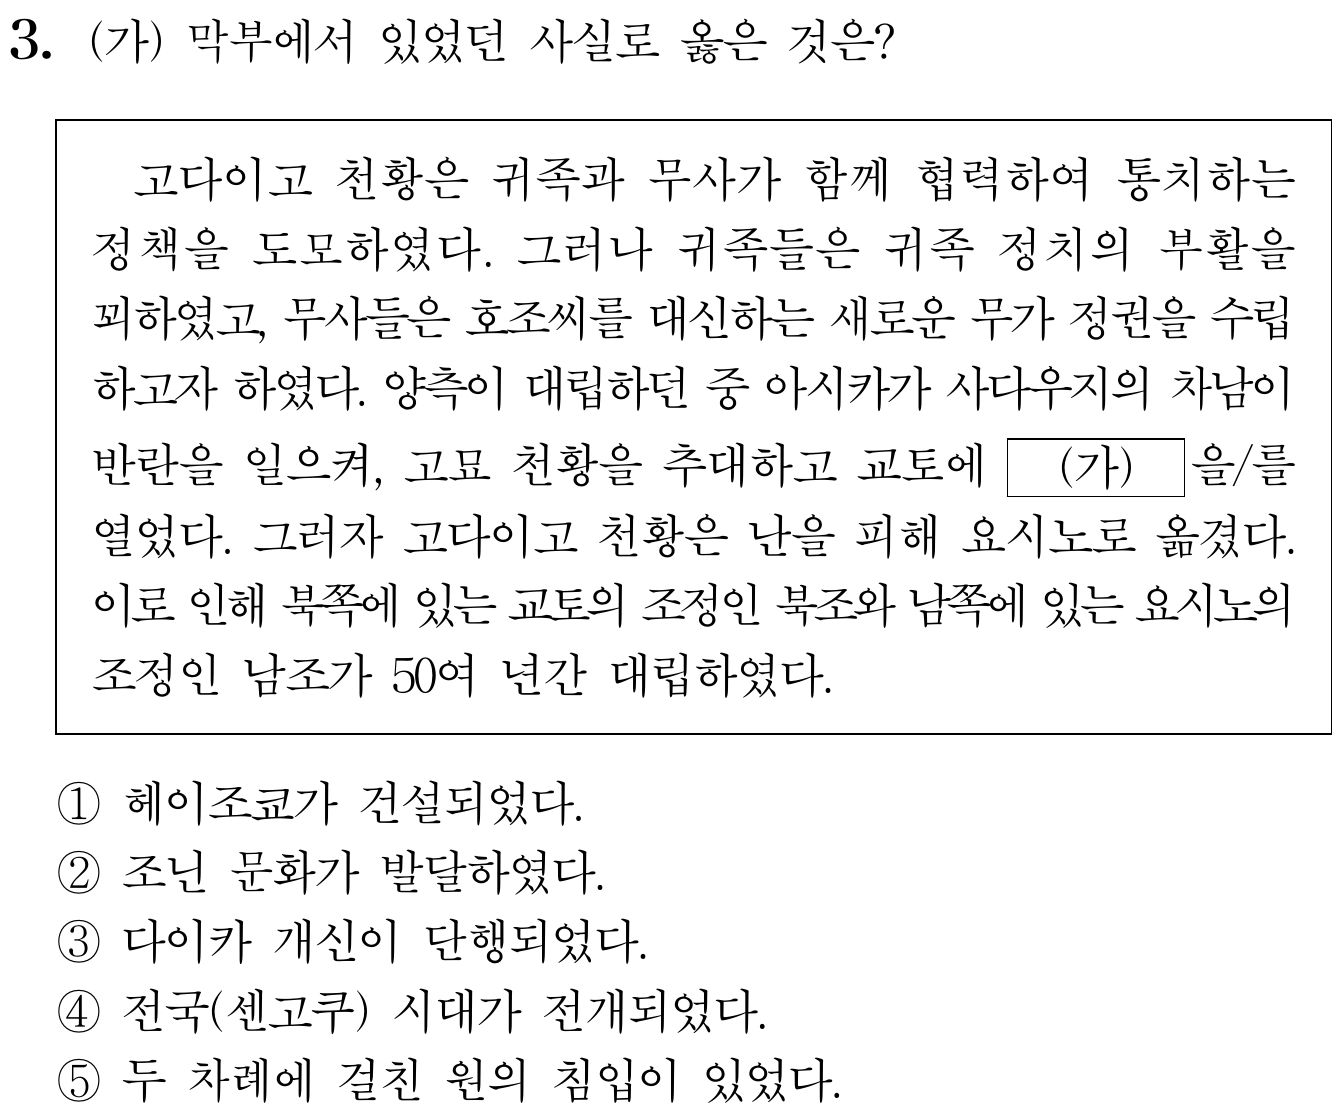 3. (가) 막부에서 있었던 사실로 옳은 것은?
고다이고 천황은 귀족과 무사가 함께 협력하여 통치하는
정책을 도모하였다. 그러나 귀족들은 귀족 정치의 부활을
꾀하였고, 무사들은 호조씨를 대신하는 새로운 무가 정권을 수립
하고자 하였다. 양측이 대립하던 중 아시카가 사다우지의 차남이
반란을 일으켜, 고묘 천황을 추대하고 교토에 (가) 을/를
열었다. 그러자 고다이고 천황은 난을 피해 요시노로 옮겼다.
이로 인해 북쪽에 있는 교토의 조정인 북조와 남쪽에 있는 요시노의
조정인 남조가 50여 년간 대립하였다.
① 헤이조쿄가 건설되었다.
② 조닌 문화가 발달하였다.
③ 다이카 개신이 단행되었다.
④ 전국(센고쿠) 시대가 전개되었다.
⑤ 두 차례에 걸친 원의 침입이 있었다.